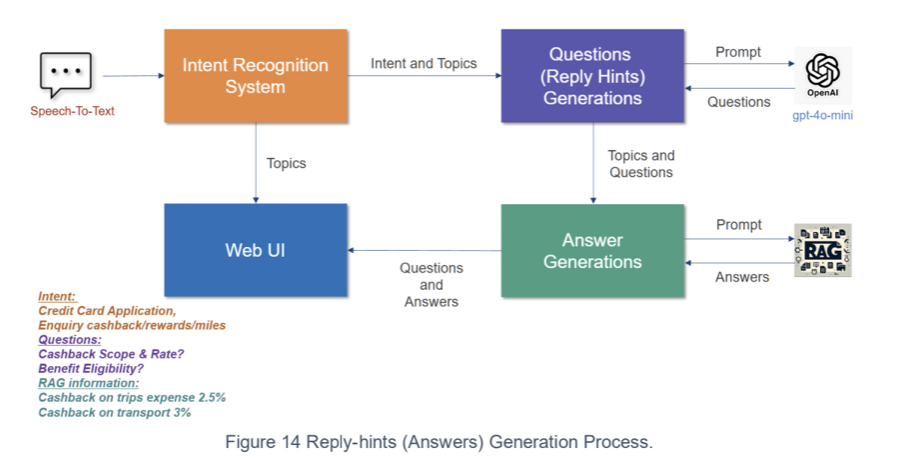 Intent Recognition
System
Intent and Topics
Questions
(Reply Hints)
Generations
Prompt
Questions
OpenAI
gpt-4o-mini
Speech-To-Text
Topics
Topics and
Questions
Web UI
Questions
and
Answers
Answer
Generations
Prompt
Answers
RAG
Intent:
Credit Card Application,
Enquiry cashback/rewards/miles
Questions:
Cashback Scope & Rate?
Benefit Eligibility?
RAG information:
Cashback on trips expense 2.5%
Cashback on transport 3%
Figure 14 Reply-hints (Answers) Generation Process.